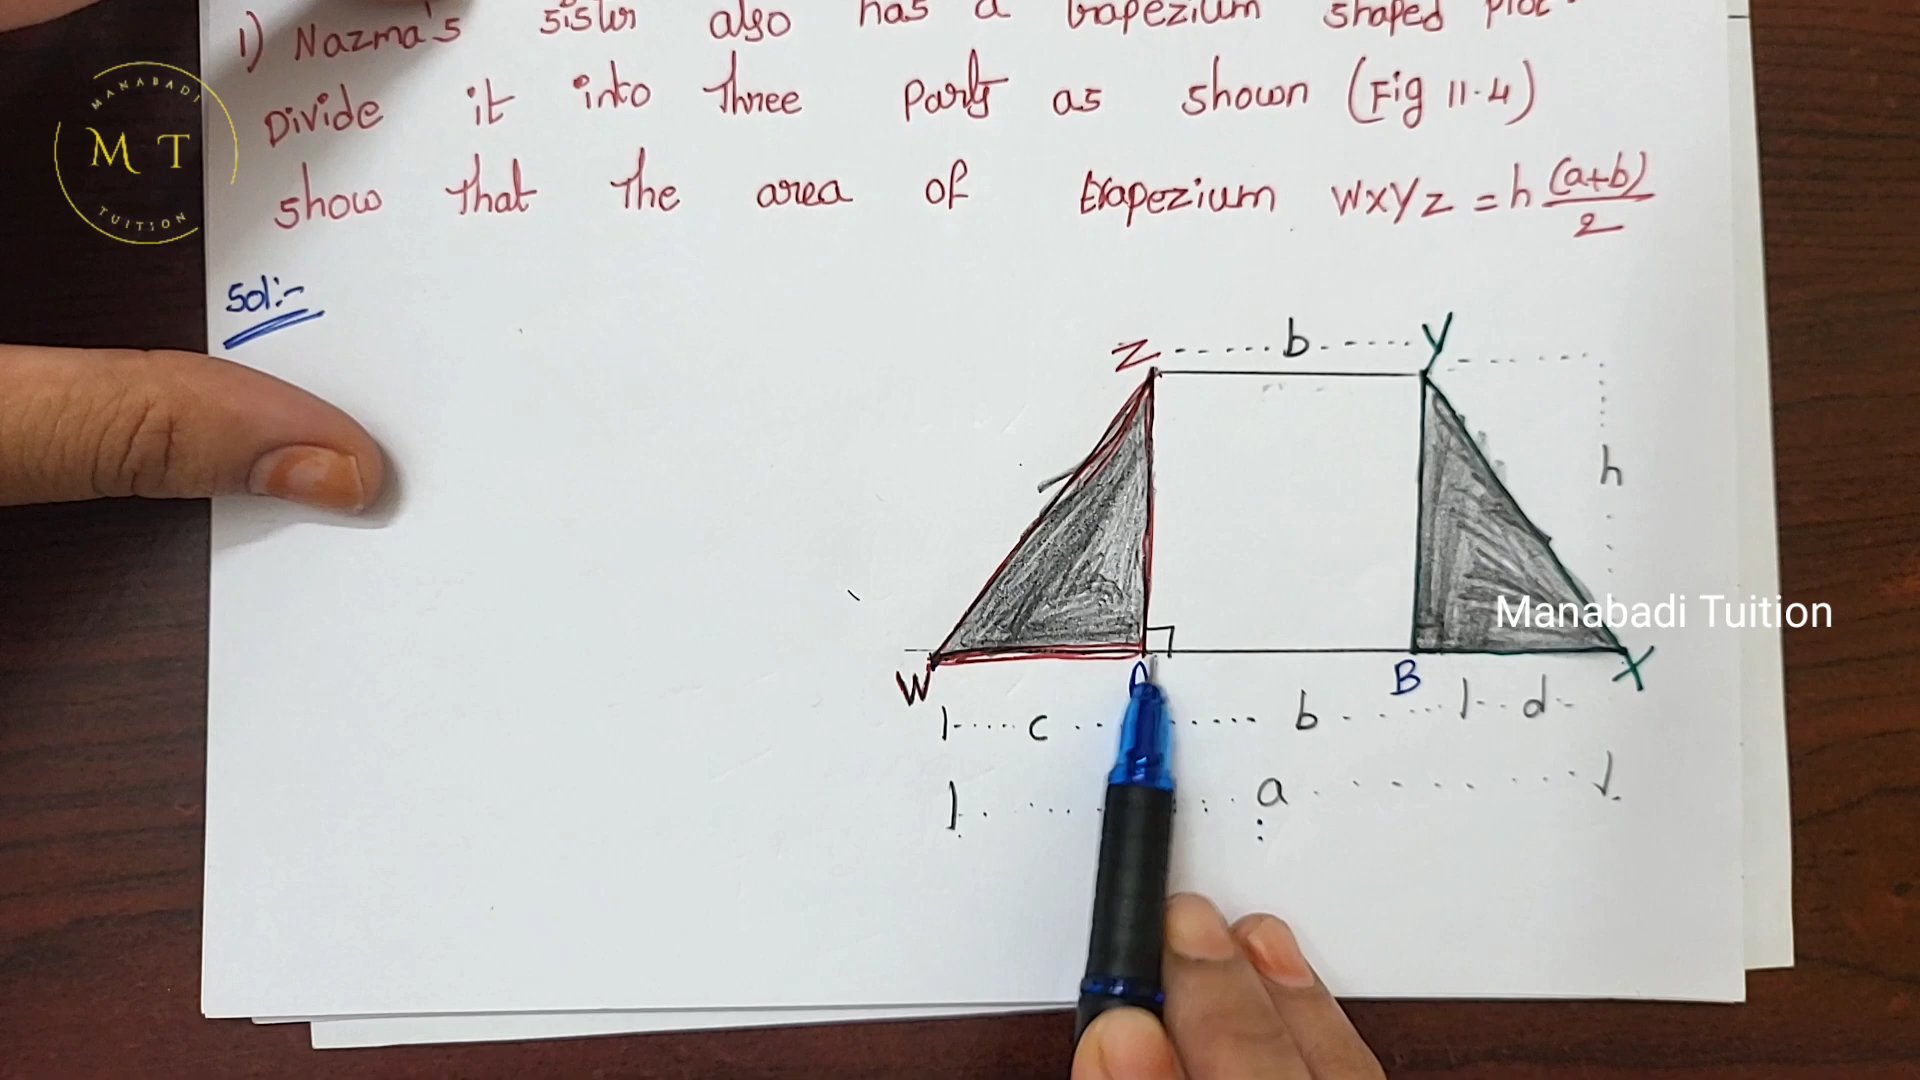 1) Nazma's sister also has a trapezium shaped plot.
Divide it into three parts as shown (Fig 11.4)
show that the area of trapezium WXYZ = h (a+b)/2
MANABADI
M T
TUITION
Sol:-
Z b Y
h
Manabadi Tuition
W A B X
c b d
a